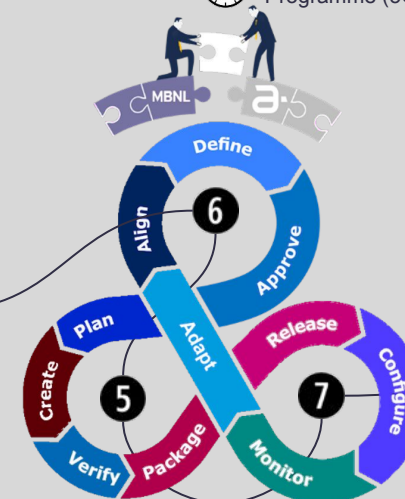 Programme (
MBNL
a.
Define
6
Align
Approve
Plan
Adapt
Release
Create
5
7
Configure
Verify
Package
Monitor